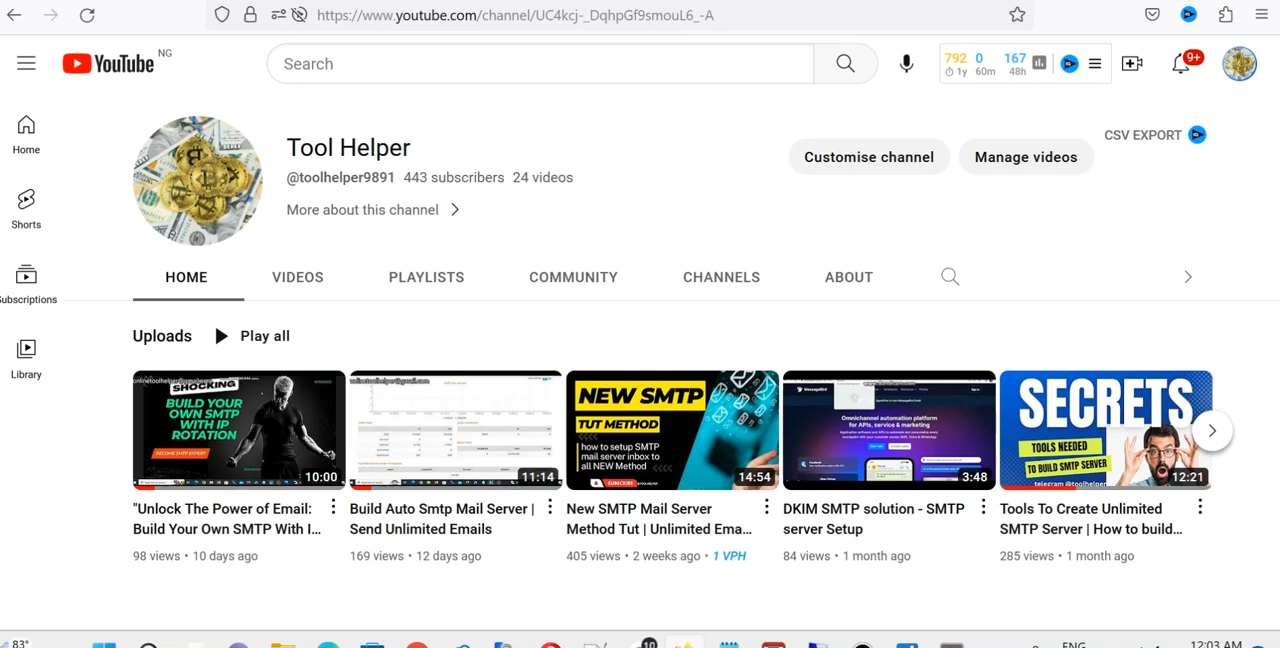 https://www.youtube.com/channel/UC4kcj-_DqhpGf9smouL6_-A
YouTube NG
Search
792 0 167
1y 60m 48h
9+
Home
Shorts
Subscriptions
Library
Tool Helper
@toolhelper9891 443 subscribers 24 videos
More about this channel
Customise channel
Manage videos
CSV EXPORT
HOME VIDEOS PLAYLISTS COMMUNITY CHANNELS ABOUT
Uploads Play all
SHOCKING
BUILD YOUR
OWN SMTP
WITH IP
ROTATION
BECOME SMTP EXPERT
10:00
"Unlock The Power of Email:
Build Your Own SMTP With I...
98 views • 10 days ago
11:14
Build Auto Smtp Mail Server |
Send Unlimited Emails
169 views • 12 days ago
NEW SMTP
TUT METHOD
how to setup SMTP
mail server inbox to
all NEW Method
SUBSCRIBE
14:54
New SMTP Mail Server
Method Tut | Unlimited Ema...
405 views • 2 weeks ago • 1 VPH
MessageBird
Omnichannel automation platform
for APIs, service & marketing
3:48
DKIM SMTP solution - SMTP
server Setup
84 views • 1 month ago
SECRETS
TOOLS NEEDED
TO BUILD SMTP SERVER
telegram @toolhelper
12:21
Tools To Create Unlimited
SMTP Server | How to build...
285 views • 1 month ago
83°
10
ENG
12:03 AM